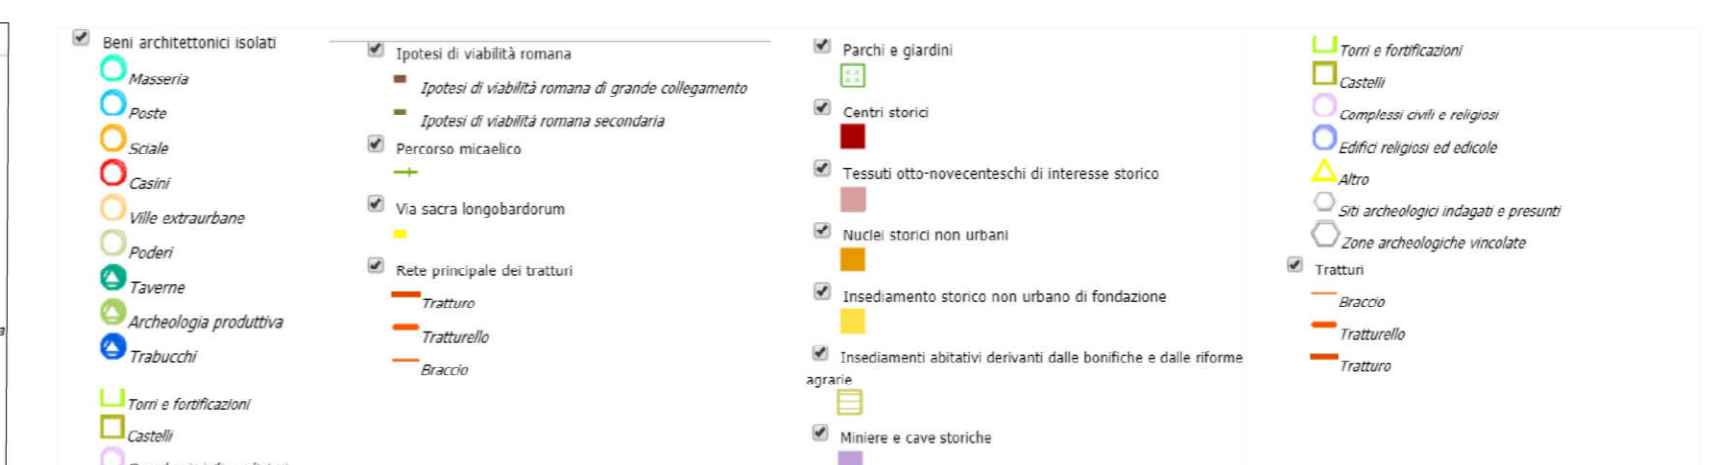 Beni architettonici isolati
Masseria
Poste
Sciale
Casini
Ville extraurbane
Poderi
Taverne
Archeologia produttiva
Trabucchi
Torri e fortificazioni
Castelli
Ipotesi di viabilità romana
Ipotesi di viabilità romana di grande collegamento
Ipotesi di viabilità romana secondaria
Percorso micaelico
Via sacra longobardorum
Rete principale dei tratturi
Tratturo
Tratturello
Braccio
Parchi e giardini
Centri storici
Tessuti otto-novecenteschi di interesse storico
Nuclei storici non urbani
Insediamento storico non urbano di fondazione
Insediamenti abitativi derivanti dalle bonifiche e dalle riforme
agrarie
Miniere e cave storiche
Torri e fortificazioni
Castelli
Complessi civili e religiosi
Edifici religiosi ed edicole
Altro
Siti archeologici indagati e presunti
Zone archeologiche vincolate
Tratturi
Braccio
Tratturello
Tratturo